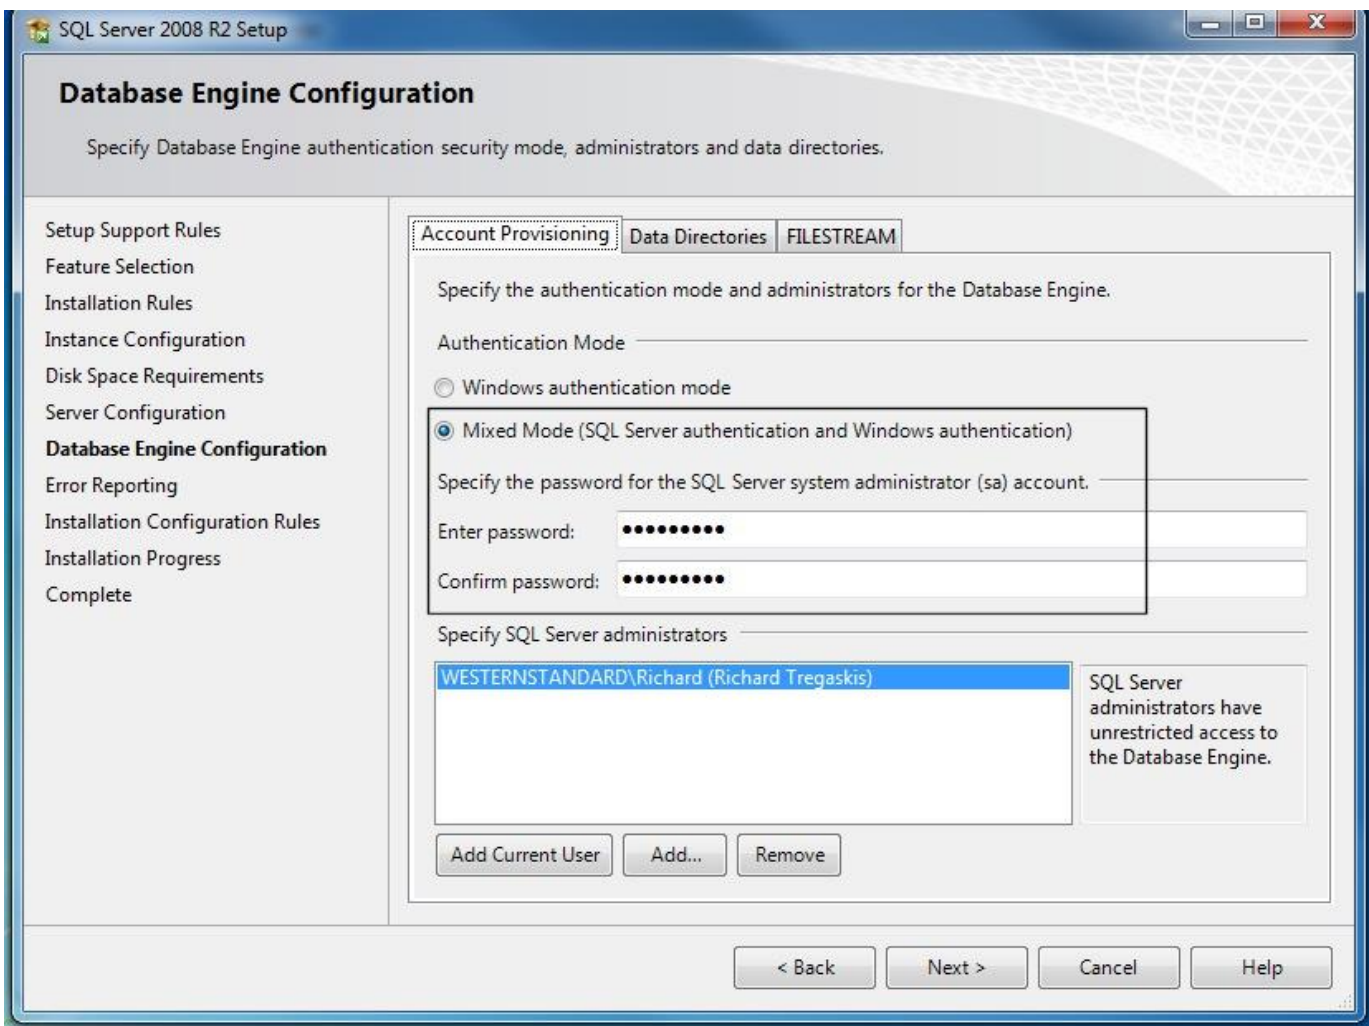 SQL Server 2008 R2 Setup
Database Engine Configuration
Specify Database Engine authentication security mode, administrators and data directories.
Setup Support Rules
Feature Selection
Installation Rules
Instance Configuration
Disk Space Requirements
Server Configuration
Database Engine Configuration
Error Reporting
Installation Configuration Rules
Installation Progress
Complete
Account Provisioning Data Directories FILESTREAM
Specify the authentication mode and administrators for the Database Engine.
Authentication Mode
Windows authentication mode
Mixed Mode (SQL Server authentication and Windows authentication)
Specify the password for the SQL Server system administrator (sa) account.
Enter password: ●●●●●●●●●
Confirm password: ●●●●●●●●●
Specify SQL Server administrators
WESTERNSTANDARD\Richard (Richard Tregaskis)
SQL Server
administrators have
unrestricted access to
the Database Engine.
Add Current User Add... Remove
< Back Next > Cancel Help